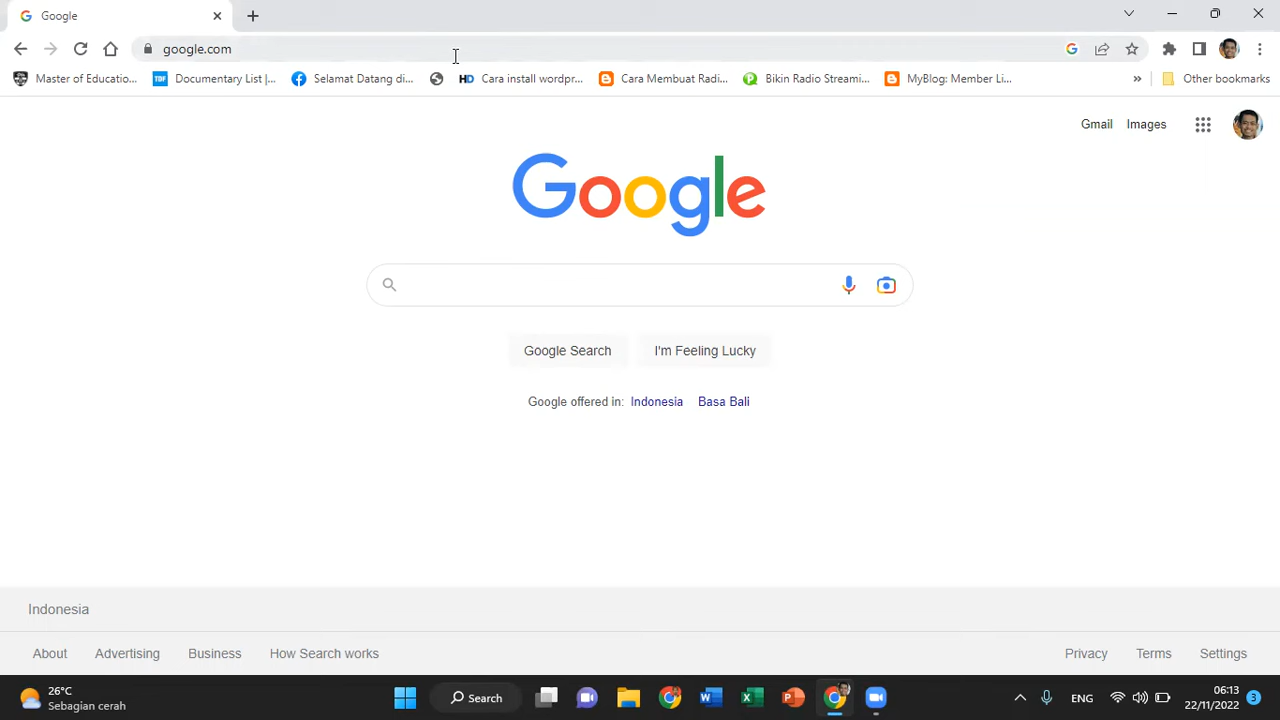 Google
google.com
Master of Educatio...
Documentary List |...
Selamat Datang di...
HD Cara install wordpr...
Cara Membuat Radi...
Bikin Radio Streami...
MyBlog: Member Li...
»
Other bookmarks
Gmail
Images
Google
Google Search
I'm Feeling Lucky
Google offered in: Indonesia Basa Bali
Indonesia
About
Advertising
Business
How Search works
Privacy
Terms
Settings
26°C
Sebagian cerah
Search
ENG
06:13
22/11/2022
3